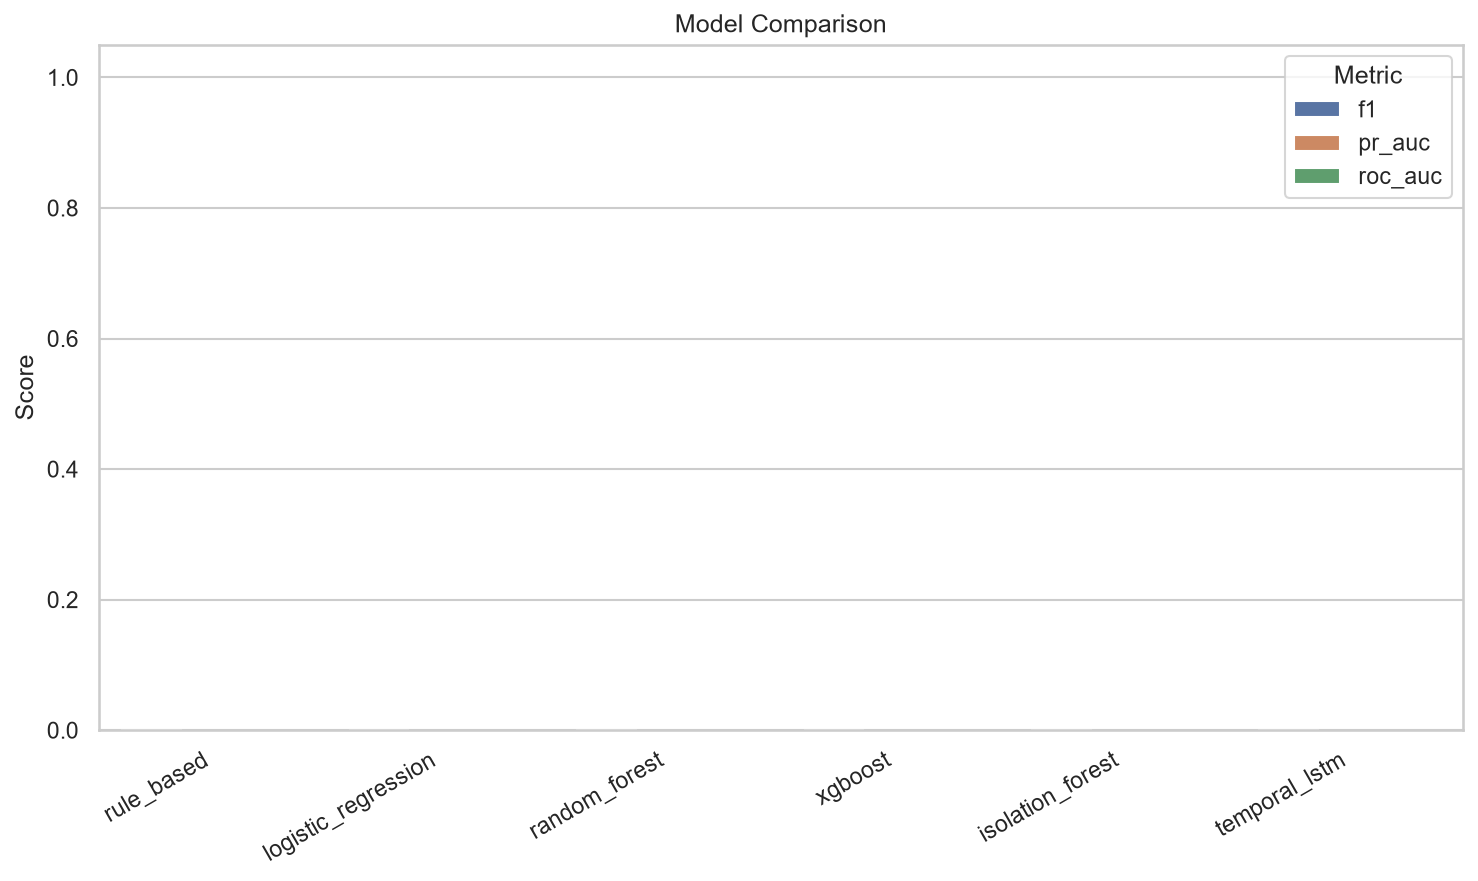 Model Comparison
Metric
f1
pr_auc
roc_auc
Score
1.0
0.8
0.6
0.4
0.2
0.0
rule_based
logistic_regression
random_forest
xgboost
isolation_forest
temporal_lstm